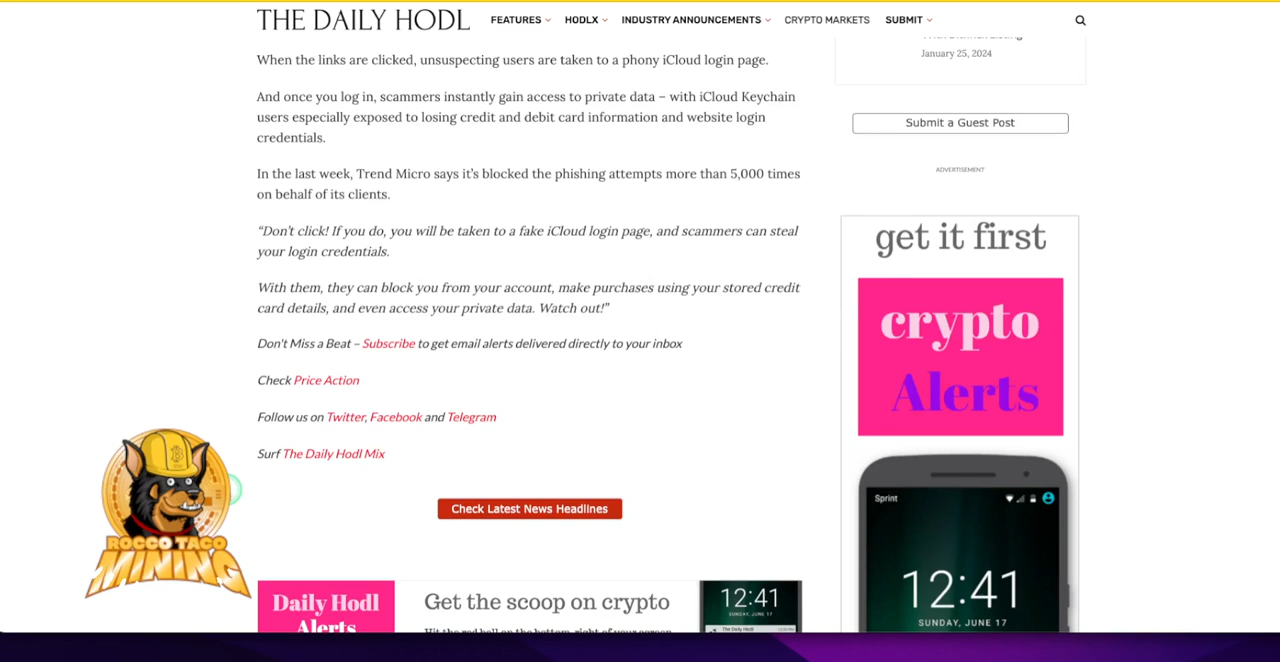 THE DAILY HODL
FEATURES
HODLX
INDUSTRY ANNOUNCEMENTS
CRYPTO MARKETS
SUBMIT
When the links are clicked, unsuspecting users are taken to a phony iCloud login page.
And once you log in, scammers instantly gain access to private data – with iCloud Keychain
users especially exposed to losing credit and debit card information and website login
credentials.
In the last week, Trend Micro says it’s blocked the phishing attempts more than 5,000 times
on behalf of its clients.
“Don’t click! If you do, you will be taken to a fake iCloud login page, and scammers can steal
your login credentials.
With them, they can block you from your account, make purchases using your stored credit
card details, and even access your private data. Watch out!”
Don't Miss a Beat – Subscribe to get email alerts delivered directly to your inbox
Check Price Action
Follow us on Twitter, Facebook and Telegram
Surf The Daily Hodl Mix
Check Latest News Headlines
ROCCO TACO
MINING
Daily Hodl
Alerts
Get the scoop on crypto
Hit the red bell on the bottom, right of your screen
12:41
SUNDAY, JUNE 17
The Daily Hodl
January 25, 2024
Submit a Guest Post
ADVERTISEMENT
get it first
crypto
Alerts
Sprint
12:41
SUNDAY, JUNE 17